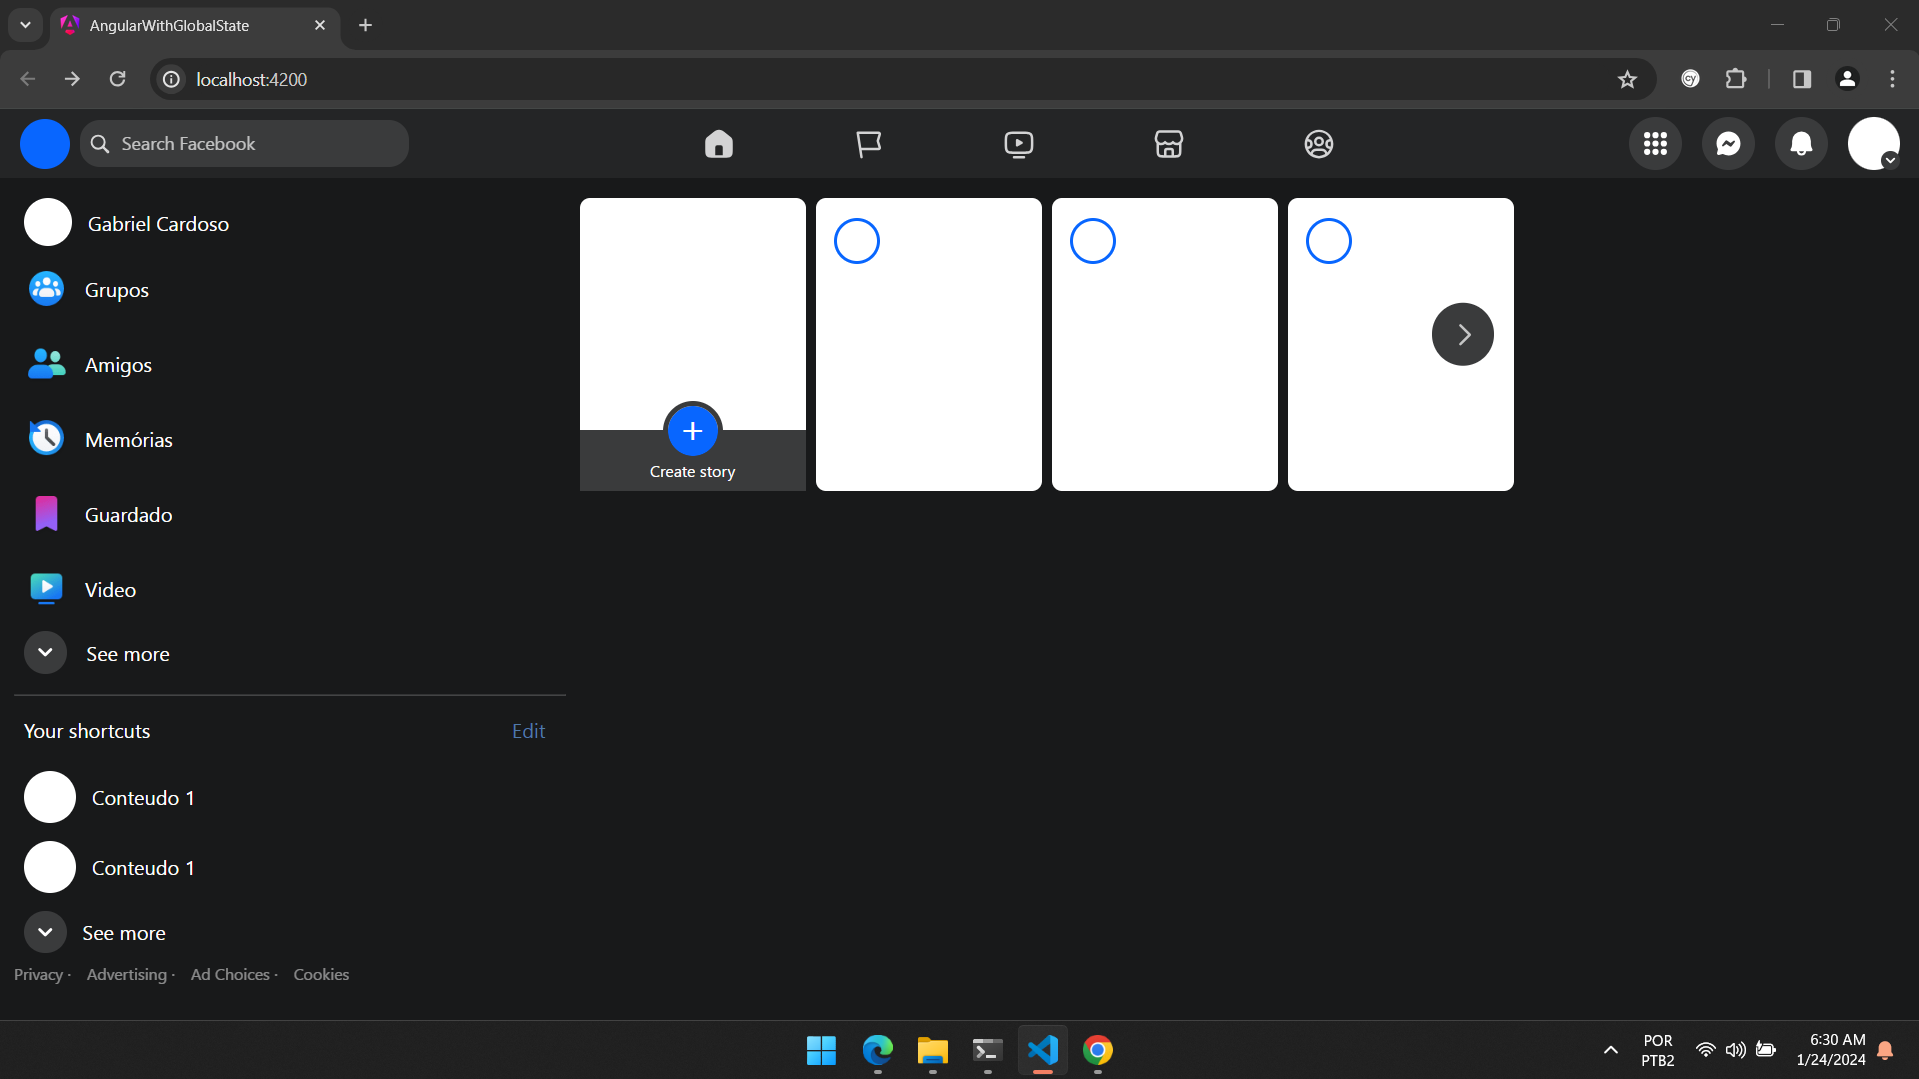 AngularWithGlobalState
localhost:4200
Search Facebook
Gabriel Cardoso
Grupos
Amigos
Memórias
Guardado
Video
See more
Your shortcuts Edit
Conteudo 1
Conteudo 1
See more
Privacy · Advertising · Ad Choices · Cookies
Create story
POR
PTB2
6:30 AM
1/24/2024